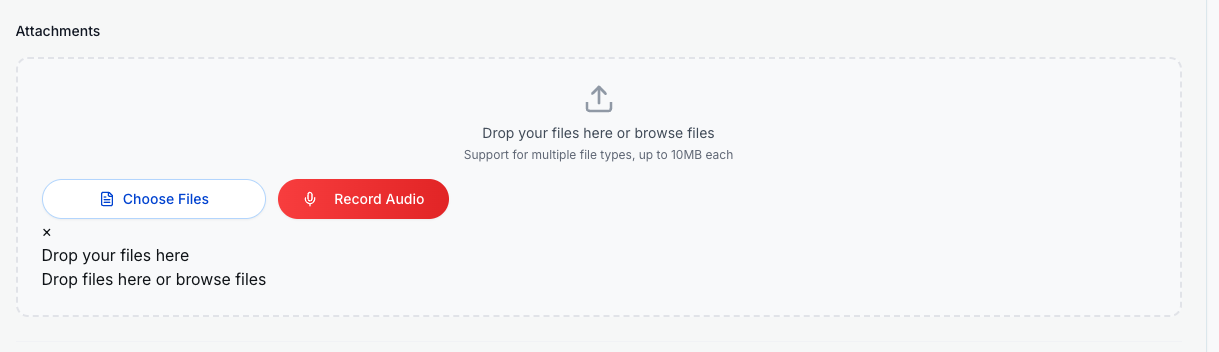 Attachments
Drop your files here or browse files
Support for multiple file types, up to 10MB each
Choose Files
Record Audio
×
Drop your files here
Drop files here or browse files